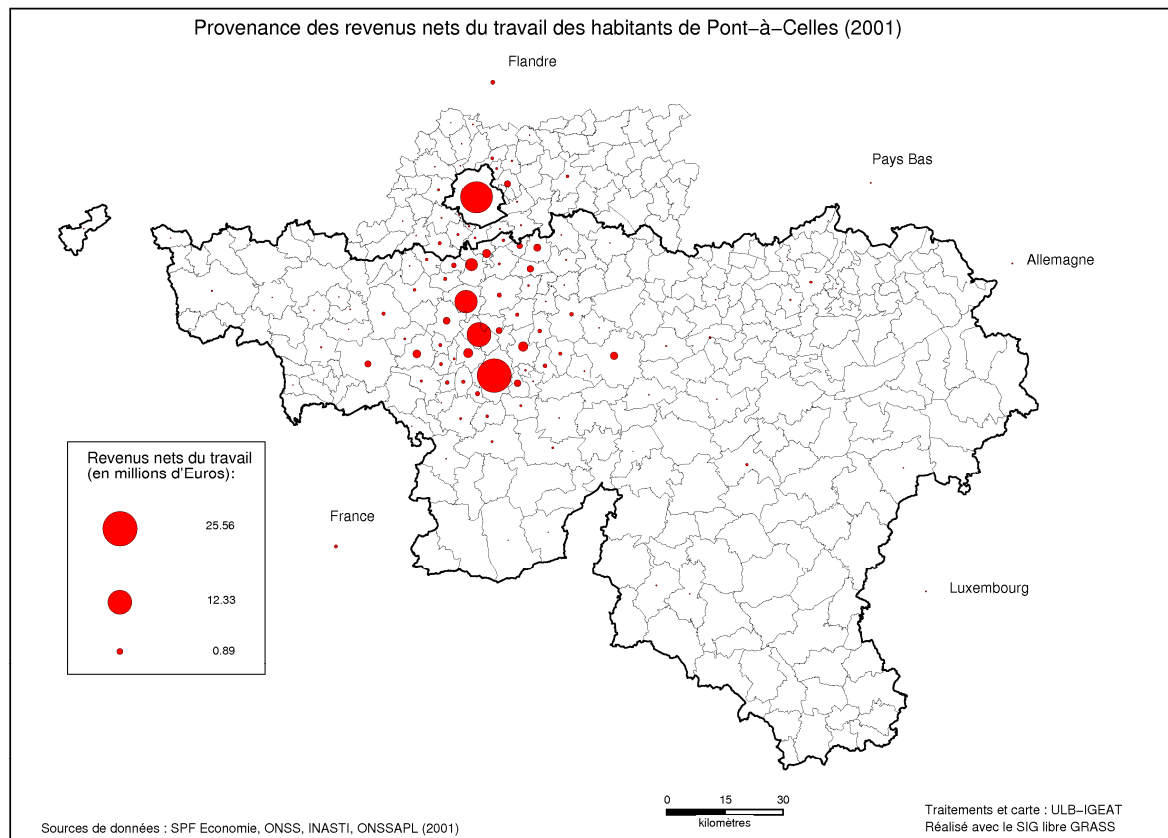 Provenance des revenus nets du travail des habitants de Pont−à−Celles (2001)
Flandre
Pays Bas
Allemagne
Revenus nets du travail
(en millions d'Euros):
25.56
12.33
0.89
France
Luxembourg
0 15 30
kilomètres
Sources de données : SPF Economie, ONSS, INASTI, ONSSAPL (2001)
Traitements et carte : ULB−IGEAT
Réalisé avec le SIG libre GRASS